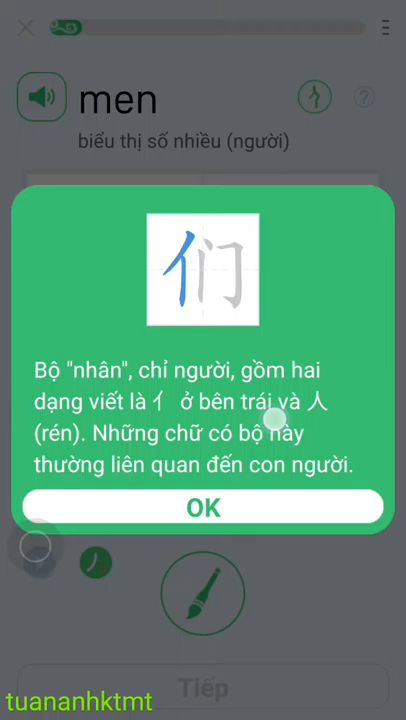 men
?
biểu thị số nhiều (người)
们
Bộ "nhân", chỉ người, gồm hai
dạng viết là 亻 ở bên trái và 人
(rén). Những chữ có bộ này
thường liên quan đến con người.
OK
Tiếp
tuananhktmt